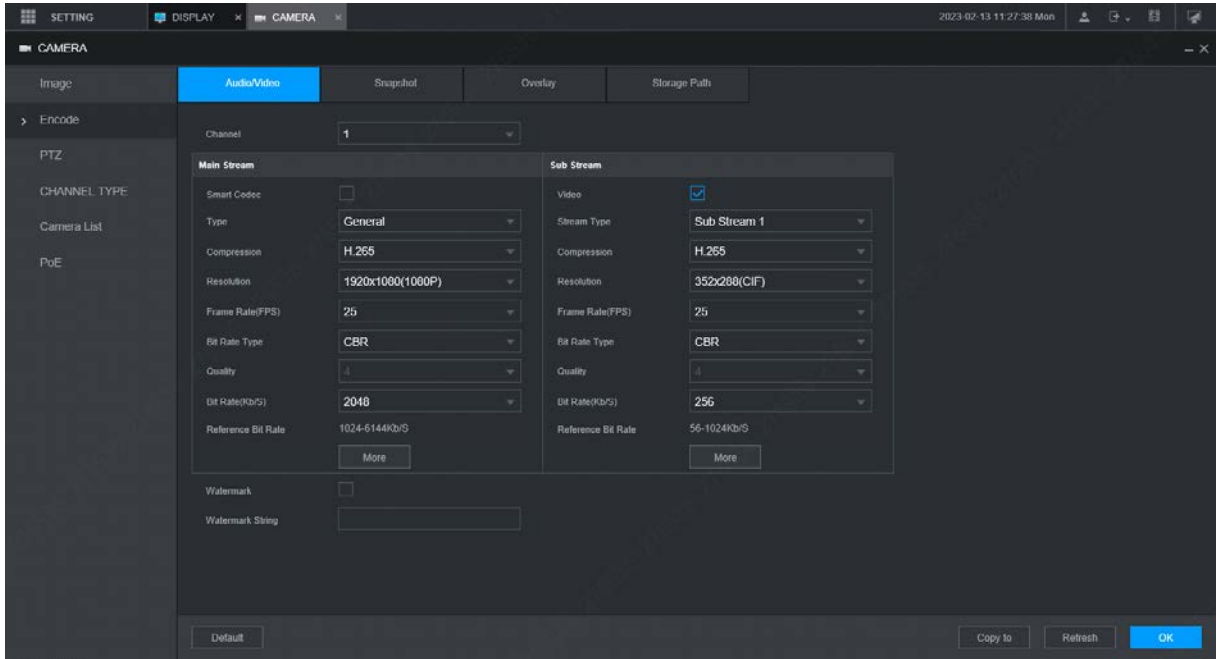 SETTING DISPLAY × CAMERA × 2023-02-13 11:27:38 Mon
CAMERA
Image Audio/Video Snapshot Overlay Storage Path
Encode
Channel 1
PTZ
Main Stream Sub Stream
CHANNEL TYPE Smart Codec Video
Type General Stream Type Sub Stream 1
Camera List
Compression H.265 Compression H.265
PoE
Resolution 1920x1080(1080P) Resolution 352x288(CIF)
Frame Rate(FPS) 25 Frame Rate(FPS) 25
Bit Rate Type CBR Bit Rate Type CBR
Quality 4 Quality 4
Bit Rate(Kb/S) 2048 Bit Rate(Kb/S) 256
Reference Bit Rate 1024-6144Kb/S Reference Bit Rate 56-1024Kb/S
More More
Watermark
Watermark String
Default Copy to Refresh OK